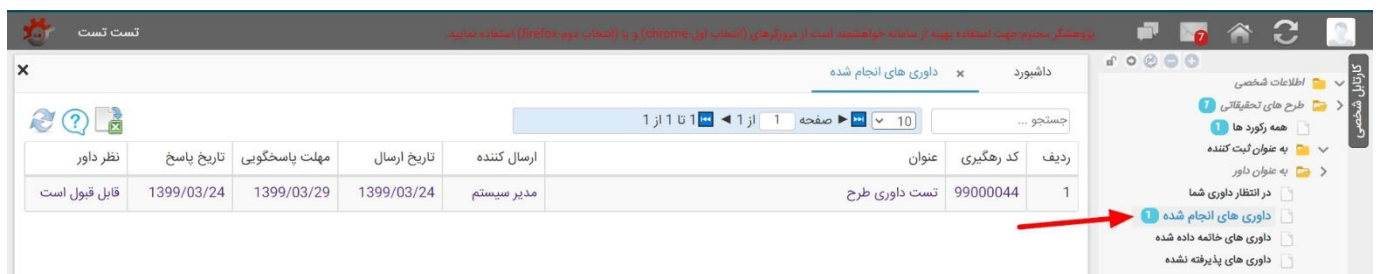 تست تست
پژوهشگر محترم:جهت استفاده بهینه از سامانه خواهشمند است از مرورگرهای (انتخاب اول-chrome) و یا (انتخاب دوم-firefox) استفاده نمایید.
7
کارتابل شخصی
اطلاعات شخصی
طرح های تحقیقاتی 1
همه رکورد ها 1
به عنوان ثبت کننده
به عنوان داور
در انتظار داوری شما
داوری های انجام شده 1
داوری های خاتمه داده شده
داوری های پذیرفته نشده
داشبورد داوری های انجام شده
جستجو ... 10 صفحه 1 از 1 1 تا 1 از 1
ردیف کد رهگیری عنوان ارسال کننده تاریخ ارسال مهلت پاسخگویی تاریخ پاسخ نظر داور
1 99000044 تست داوری طرح مدیر سیستم 1399/03/24 1399/03/29 1399/03/24 قابل قبول است